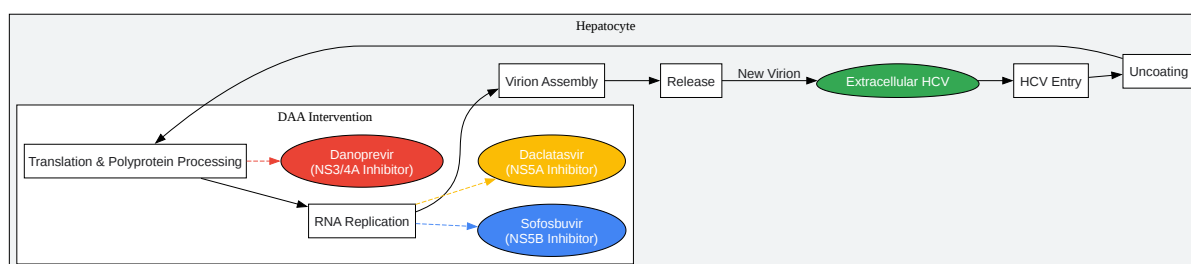 Hepatocyte
Uncoating
Virion Assembly
Release
New Virion
Extracellular HCV
HCV Entry
DAA Intervention
Translation & Polyprotein Processing
Danoprevir
(NS3/4A Inhibitor)
Daclatasvir
(NS5A Inhibitor)
RNA Replication
Sofosbuvir
(NS5B Inhibitor)